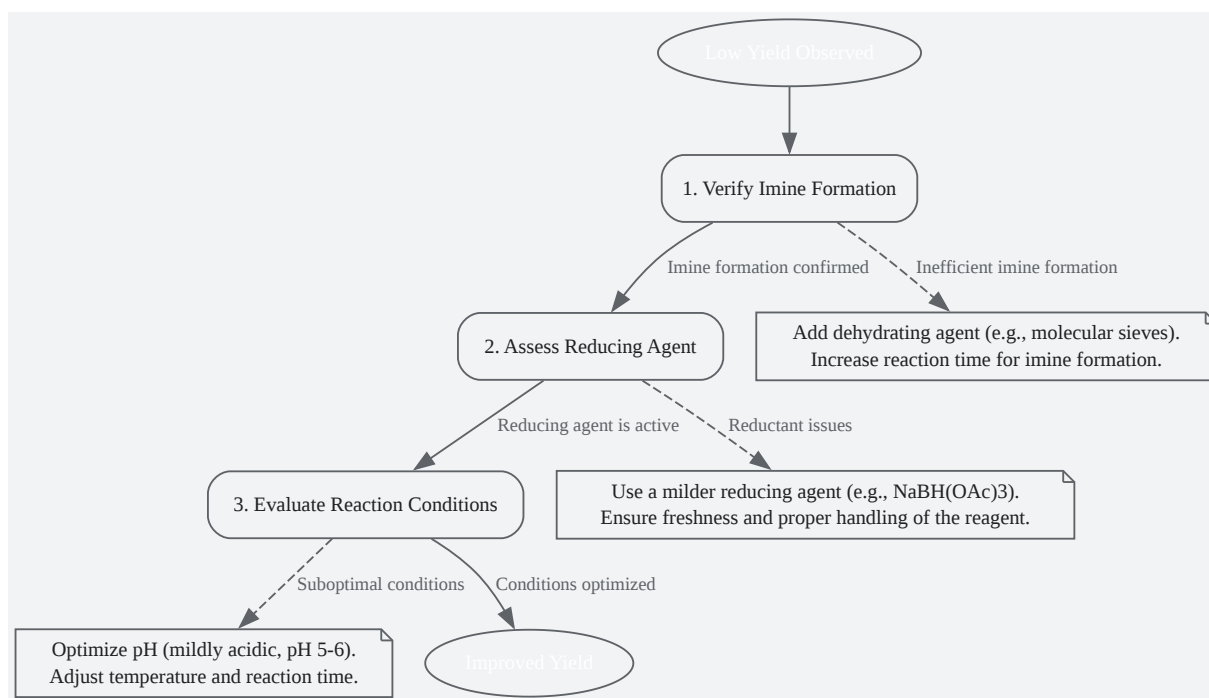 Low Yield Observed
1. Verify Imine Formation
Imine formation confirmed
Inefficient imine formation
2. Assess Reducing Agent
Add dehydrating agent (e.g., molecular sieves).
Increase reaction time for imine formation.
Reducing agent is active
Reductant issues
3. Evaluate Reaction Conditions
Use a milder reducing agent (e.g., NaBH(OAc)3).
Ensure freshness and proper handling of the reagent.
Suboptimal conditions
Conditions optimized
Optimize pH (mildly acidic, pH 5-6).
Adjust temperature and reaction time.
Improved Yield